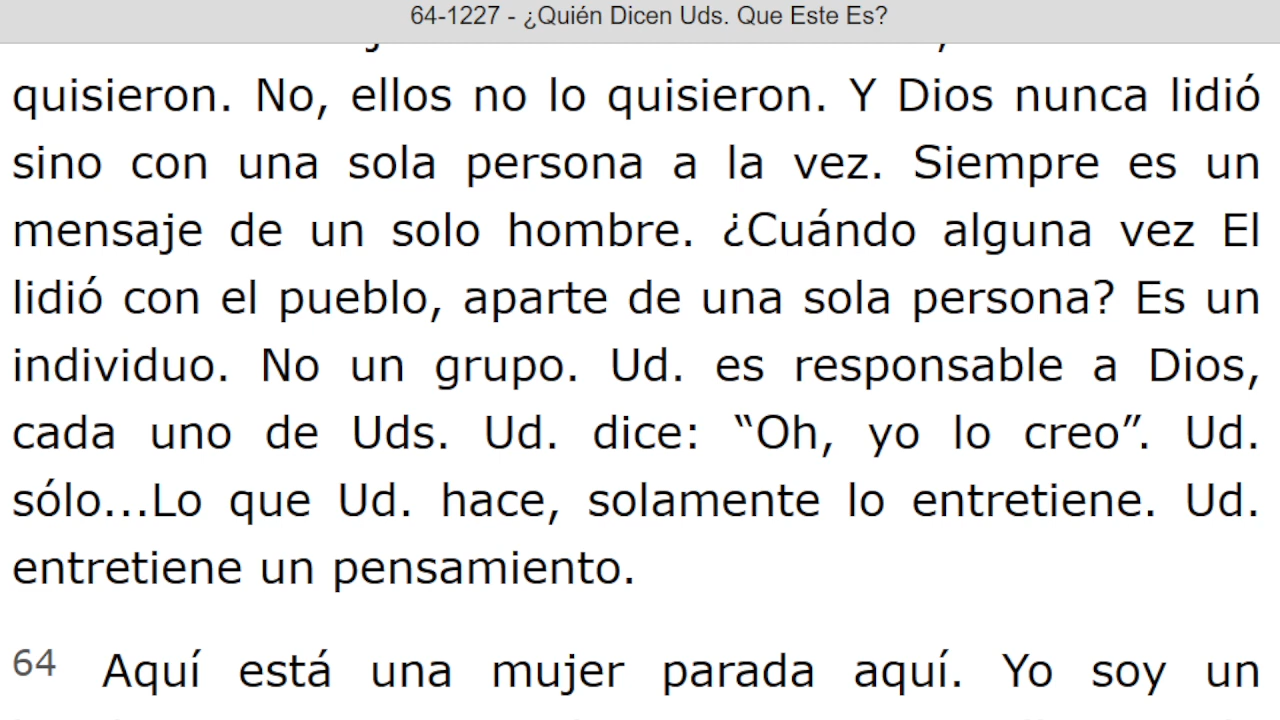 64-1227 - ¿Quién Dicen Uds. Que Este Es?
quisieron. No, ellos no lo quisieron. Y Dios nunca lidió
sino con una sola persona a la vez. Siempre es un
mensaje de un solo hombre. ¿Cuándo alguna vez El
lidió con el pueblo, aparte de una sola persona? Es un
individuo. No un grupo. Ud. es responsable a Dios,
cada uno de Uds. Ud. dice: “Oh, yo lo creo”. Ud.
sólo...Lo que Ud. hace, solamente lo entretiene. Ud.
entretiene un pensamiento.
64 Aquí está una mujer parada aquí. Yo soy un